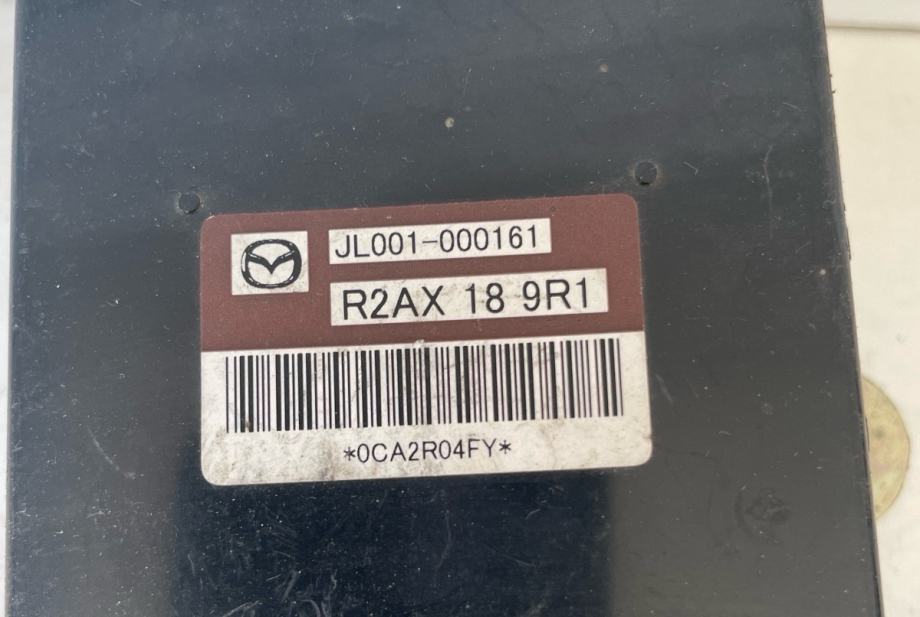 JL001-000161
R2AX 18 9R1
*0CA2R04FY*